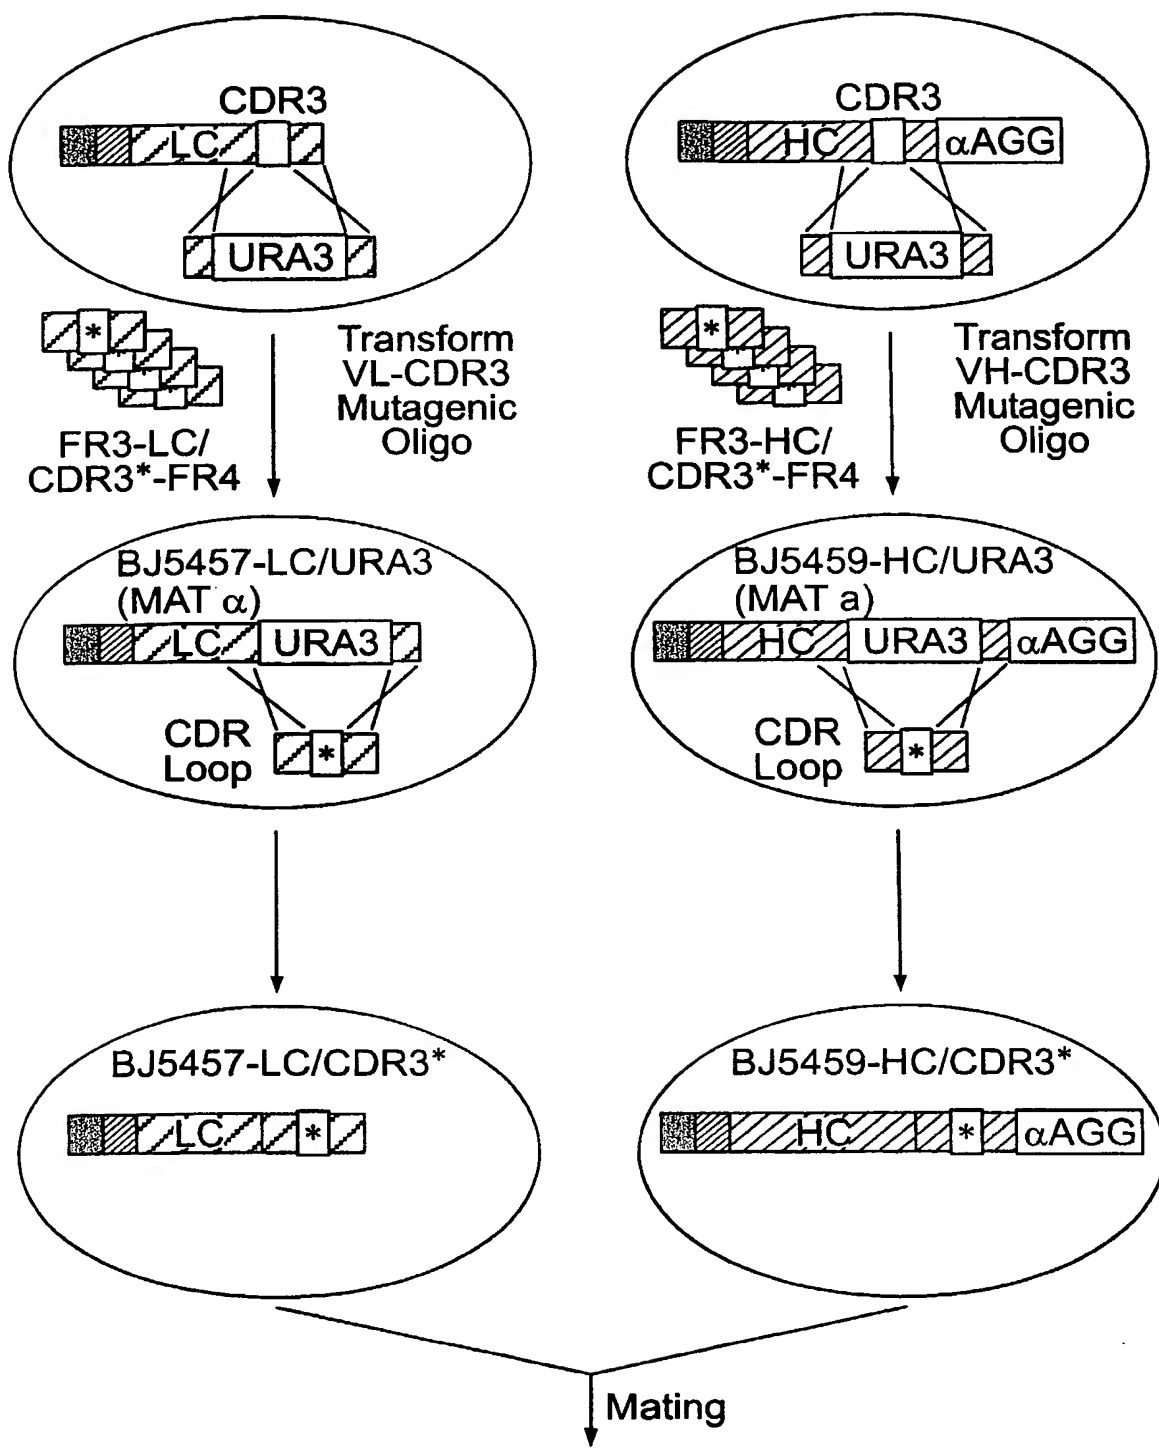 CDR3
LC
URA3
*
Transform
VL-CDR3
Mutagenic
Oligo
FR3-LC/
CDR3*-FR4
BJ5457-LC/URA3
(MAT α)
LC URA3
CDR
Loop
*
BJ5457-LC/CDR3*
LC *
CDR3
HC αAGG
URA3
*
Transform
VH-CDR3
Mutagenic
Oligo
FR3-HC/
CDR3*-FR4
BJ5459-HC/URA3
(MAT a)
HC URA3 αAGG
CDR
Loop
*
BJ5459-HC/CDR3*
HC * αAGG
Mating